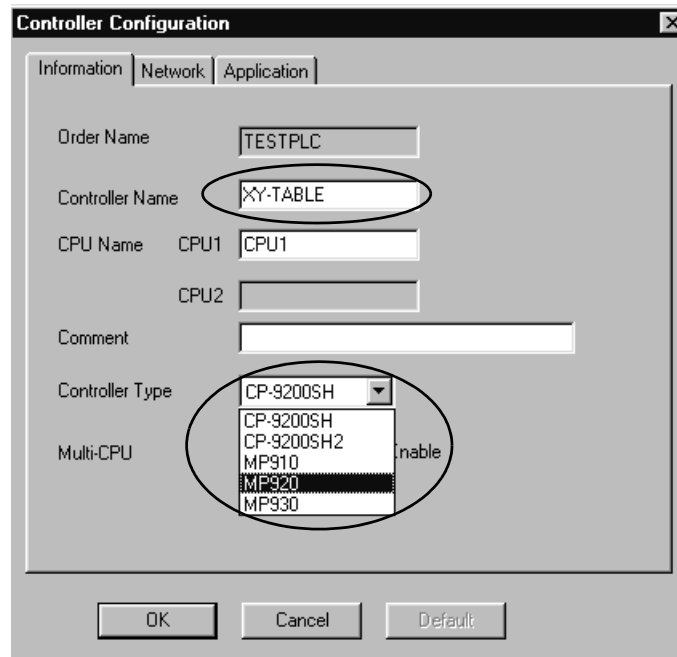 Controller Configuration
Information Network Application
Order Name TESTPLC
Controller Name XY-TABLE
CPU Name CPU1 CPU1
CPU2
Comment
Controller Type CP-9200SH
CP-9200SH
CP-9200SH2
Multi-CPU nable
MP910
MP920
MP930
OK Cancel Default